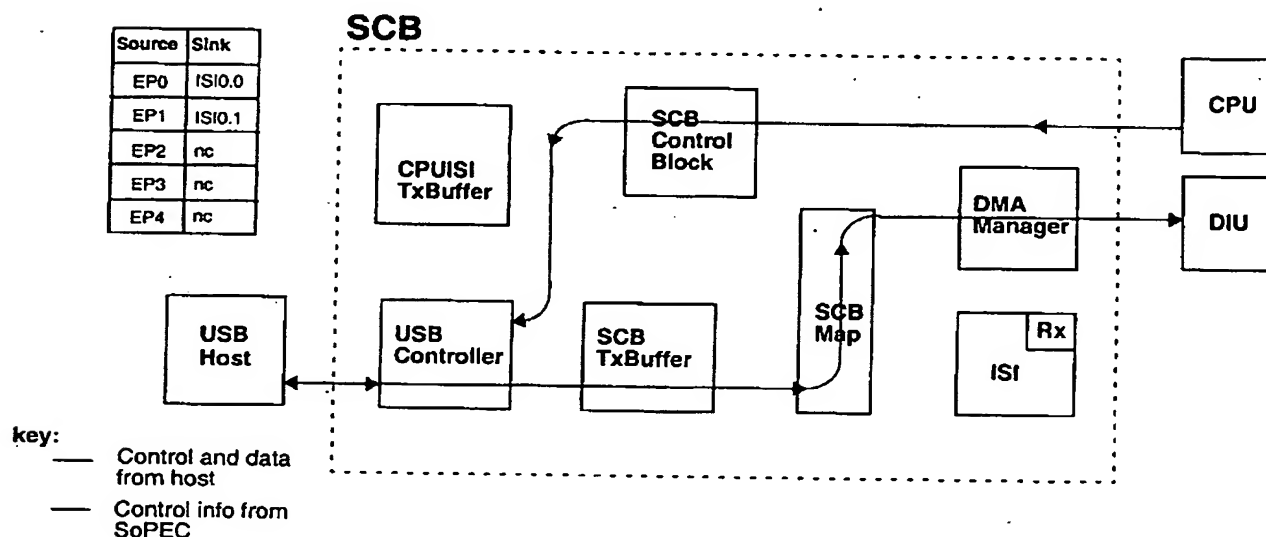 SCB
Source Sink
EP0 ISI0.0
EP1 ISI0.1
EP2 nc
EP3 nc
EP4 nc
CPUISI
TxBuffer
SCB
Control
Block
CPU
DMA
Manager
DIU
USB
Host
USB
Controller
SCB
TxBuffer
SCB
Map
Rx
ISI
key:
Control and data
from host
Control info from
SoPEC